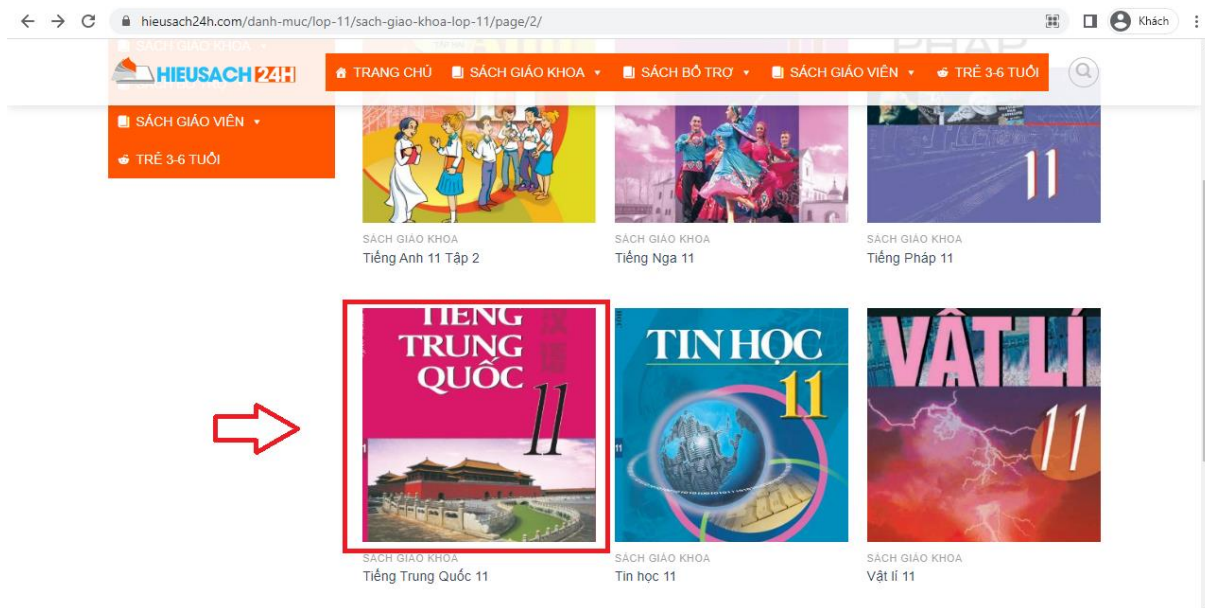 hieusach24h.com/danh-muc/lop-11/sach-giao-khoa-lop-11/page/2/
Khách
SÁCH GIÁO KHOA
HIEUSACH 24H
TRANG CHỦ SÁCH GIÁO KHOA SÁCH BỔ TRỢ SÁCH GIÁO VIÊN TRẺ 3-6 TUỔI
SÁCH GIÁO VIÊN
TRẺ 3-6 TUỔI
PHÁP
11
SÁCH GIÁO KHOA
Tiếng Anh 11 Tập 2
SÁCH GIÁO KHOA
Tiếng Nga 11
SÁCH GIÁO KHOA
Tiếng Pháp 11
TIẾNG
TRUNG
QUỐC
11
TIN HỌC
11
VẬT LÍ
11
SÁCH GIÁO KHOA
Tiếng Trung Quốc 11
SÁCH GIÁO KHOA
Tin học 11
SÁCH GIÁO KHOA
Vật lí 11